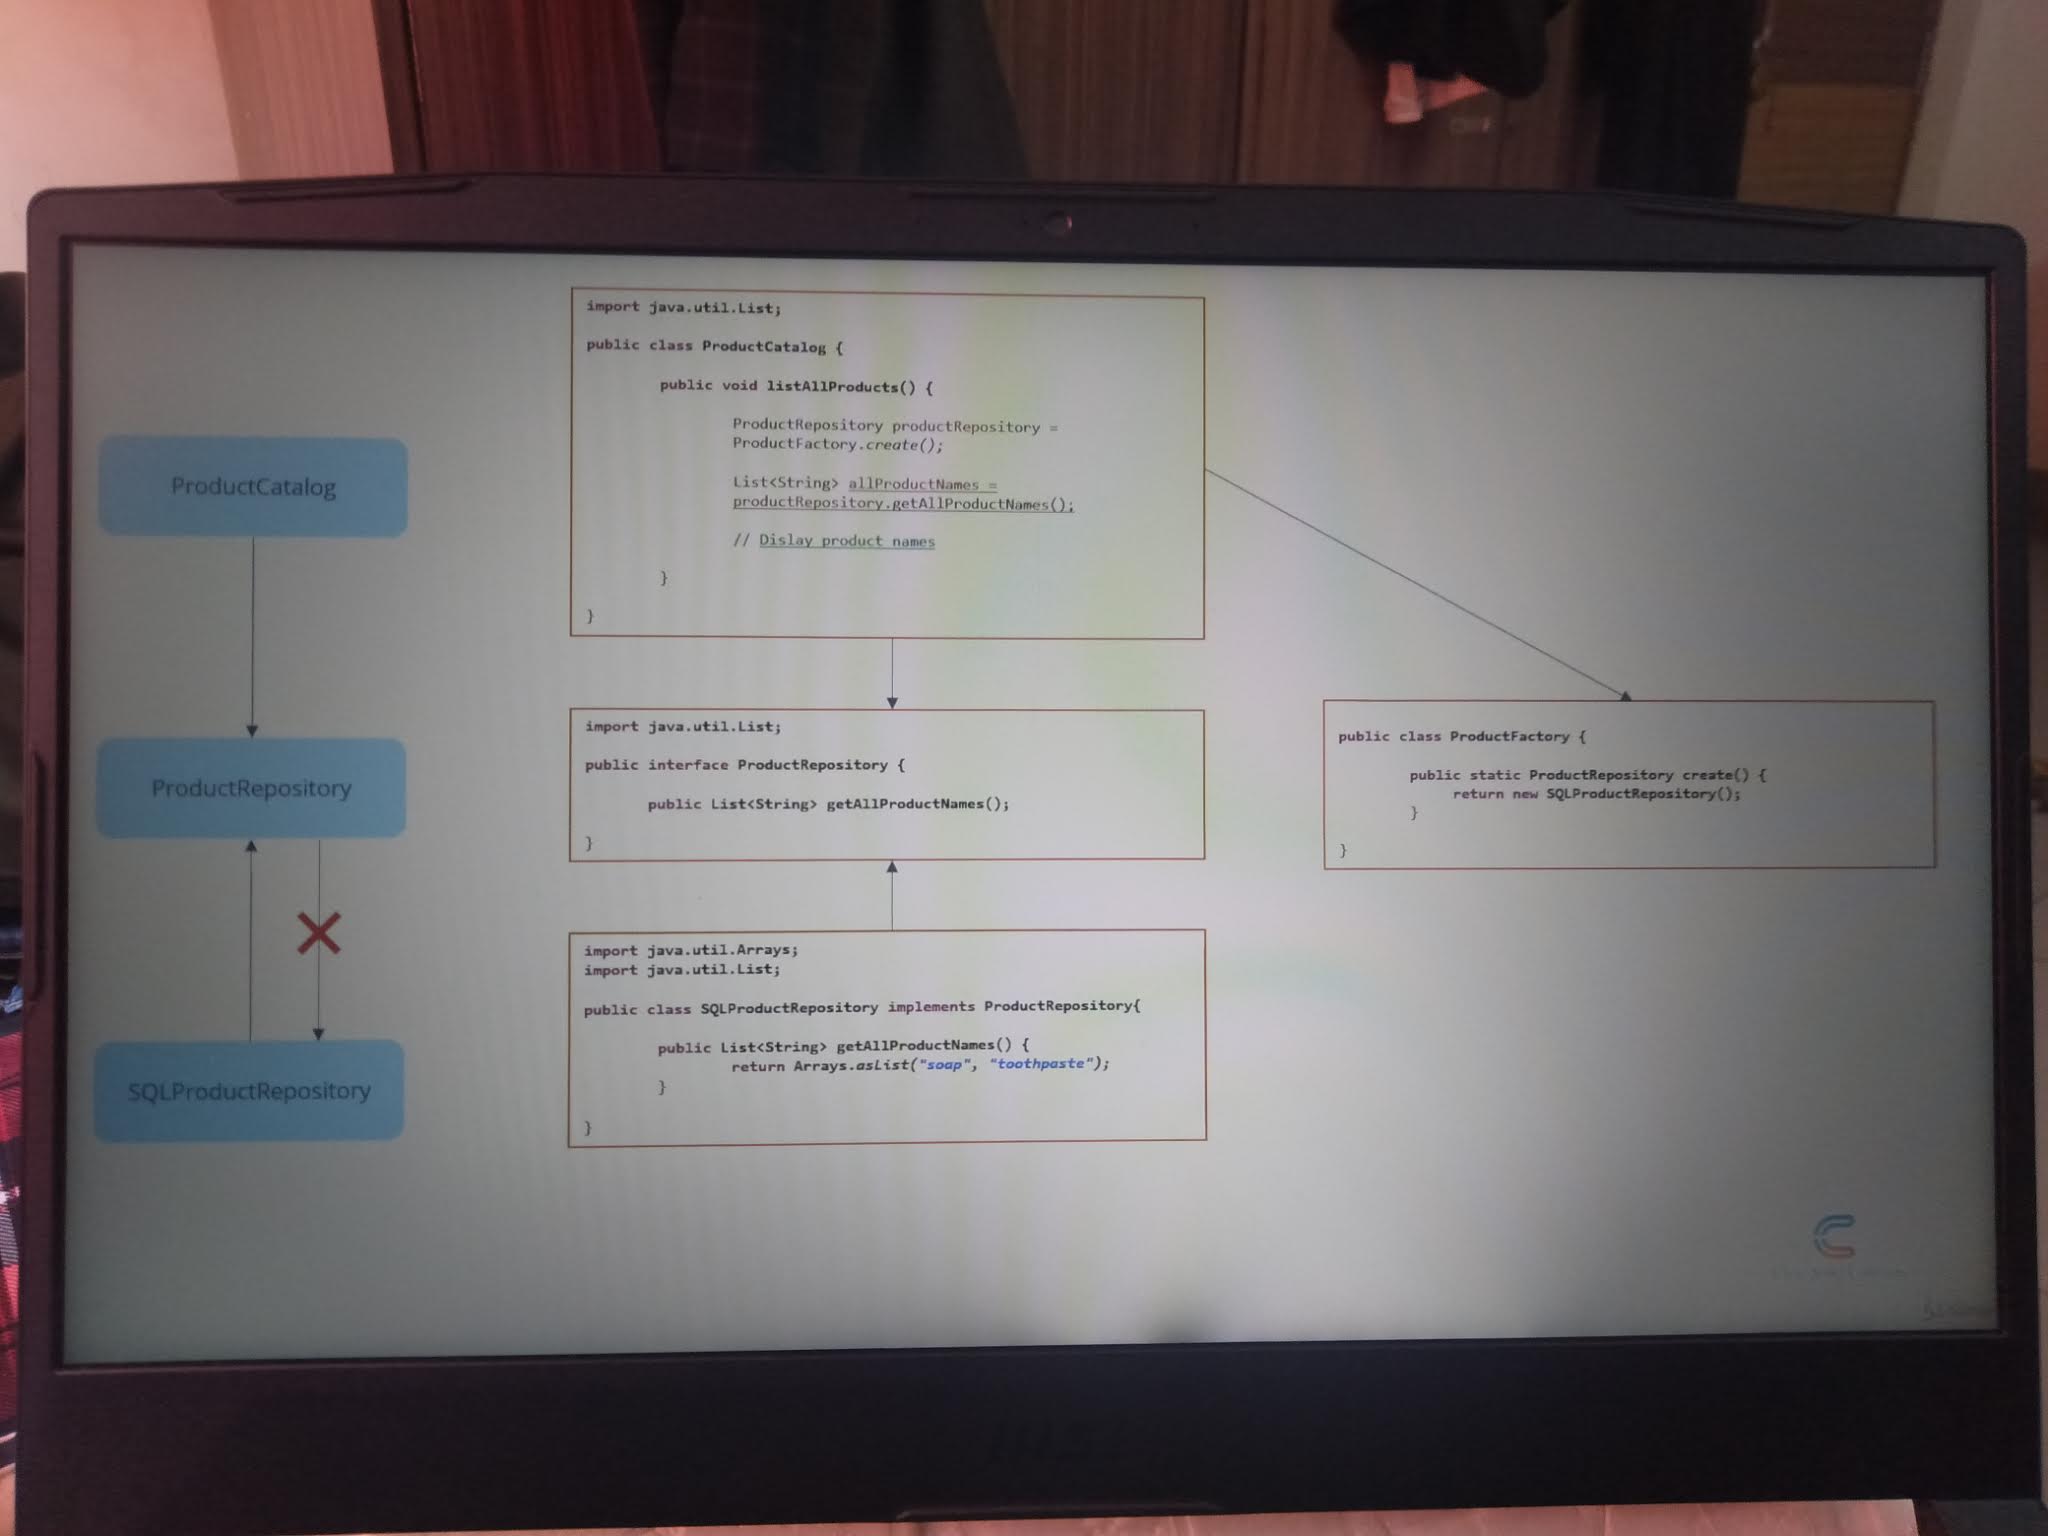 ProductCatalog
ProductRepository
SQLProductRepository
import java.util.List;
public class ProductCatalog {
public void listAllProducts() {
ProductRepository productRepository =
ProductFactory.create();
List<String> allProductNames =
productRepository.getAllProductNames();
// Dislay product names
}
}
import java.util.List;
public interface ProductRepository {
public List<String> getAllProductNames();
}
import java.util.Arrays;
import java.util.List;
public class SQLProductRepository implements ProductRepository{
public List<String> getAllProductNames() {
return Arrays.asList("soap", "toothpaste");
}
}
public class ProductFactory {
public static ProductRepository create() {
return new SQLProductRepository();
}
}